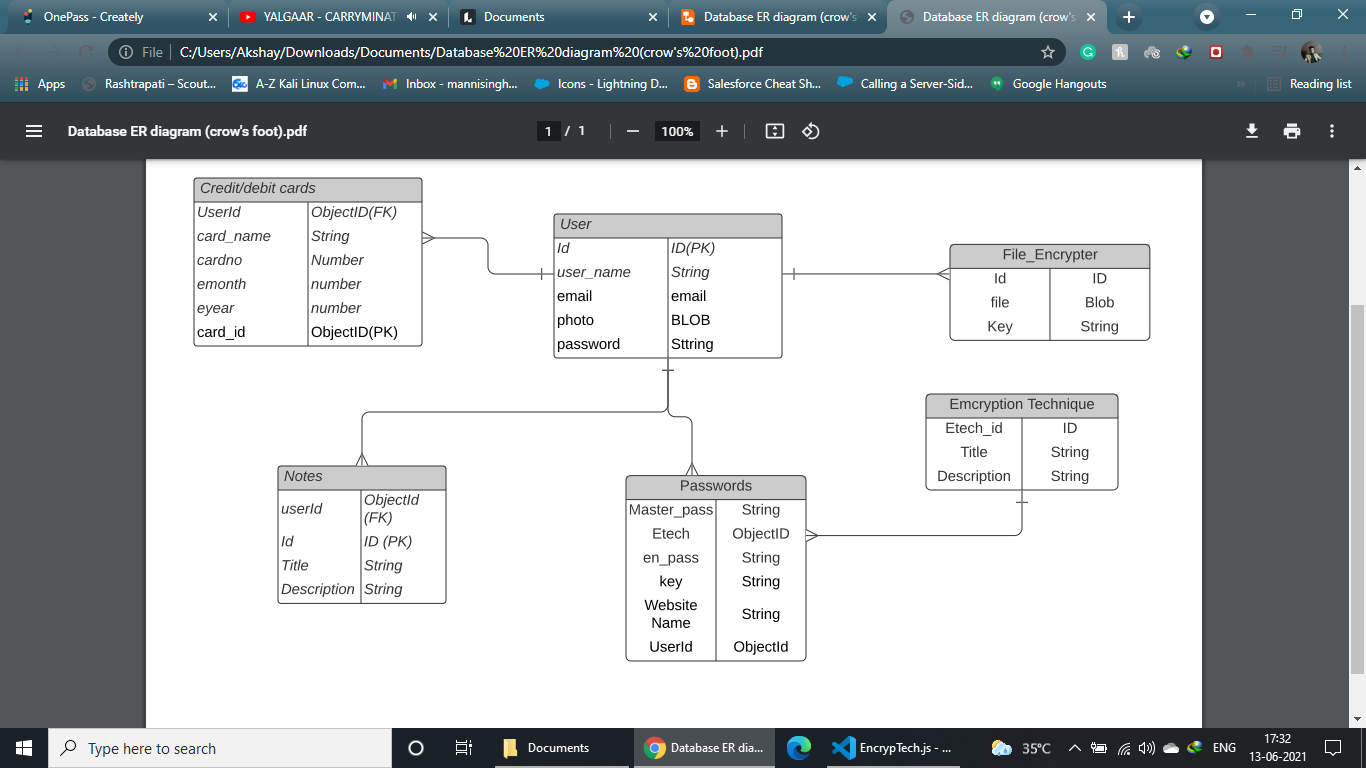 OnePass - Creately
YALGAAR - CARRYMINAT
Documents
Database ER diagram (crow's
Database ER diagram (crow's
File
C:/Users/Akshay/Downloads/Documents/Database%20ER%20diagram%20(crow's%20foot).pdf
Apps
Rashtrapati – Scout...
A-Z Kali Linux Com...
Inbox - mannisingh...
Icons - Lightning D...
Salesforce Cheat Sh...
Calling a Server-Sid...
Google Hangouts
»
Reading list
Database ER diagram (crow's foot).pdf
1 / 1
100%
Credit/debit cards
UserId ObjectID(FK)
card_name String
cardno Number
emonth number
eyear number
card_id ObjectID(PK)
User
Id ID(PK)
user_name String
email email
photo BLOB
password Sttring
File_Encrypter
Id ID
file Blob
Key String
Emcryption Technique
Etech_id ID
Title String
Description String
Notes
userId ObjectId
(FK)
Id ID (PK)
Title String
Description String
Passwords
Master_pass String
Etech ObjectID
en_pass String
key String
Website
Name String
UserId ObjectId
Type here to search
Documents
Database ER dia...
EncrypTech.js - ...
35°C
ENG
17:32
13-06-2021